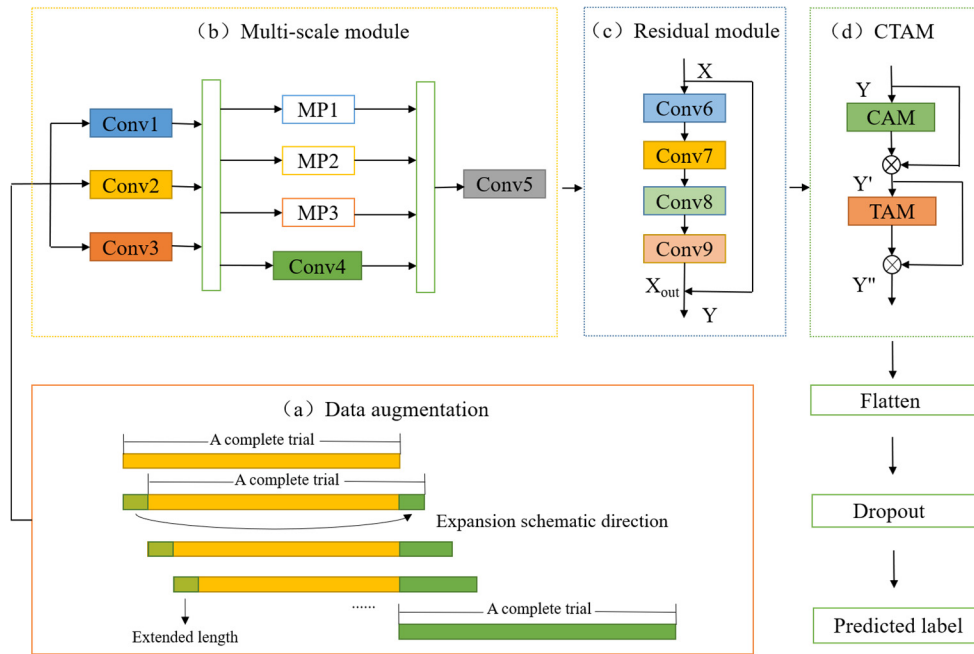 (b) Multi-scale module
Conv1
Conv2
Conv3
MP1
MP2
MP3
Conv4
Conv5
(c) Residual module
X
Conv6
Conv7
Conv8
Conv9
Xout
Y
(d) CTAM
Y
CAM
Y'
TAM
Y"
Flatten
Dropout
Predicted label
(a) Data augmentation
A complete trial
A complete trial
Expansion schematic direction
......
A complete trial
Extended length